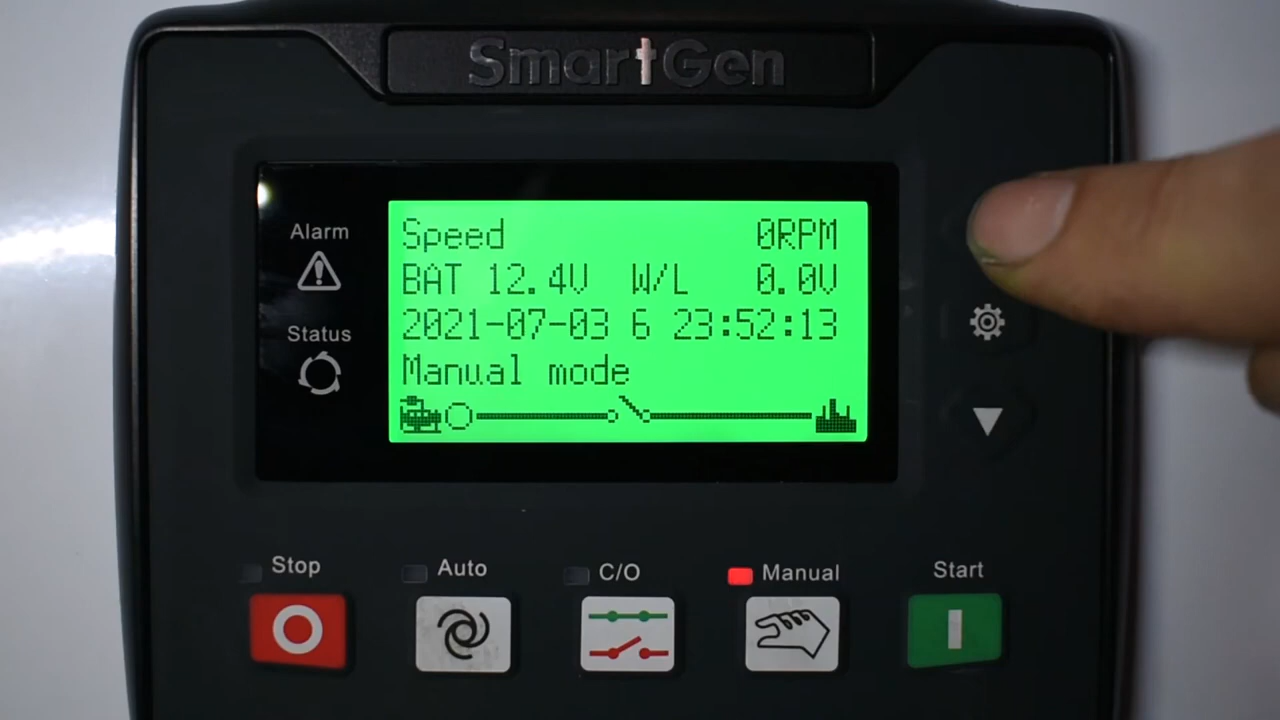 SmartGen
Alarm
Status
Speed 0RPM
BAT 12.4V W/L 0.0V
2021-07-03 6 23:52:13
Manual mode
Stop
Auto
C/O
Manual
Start